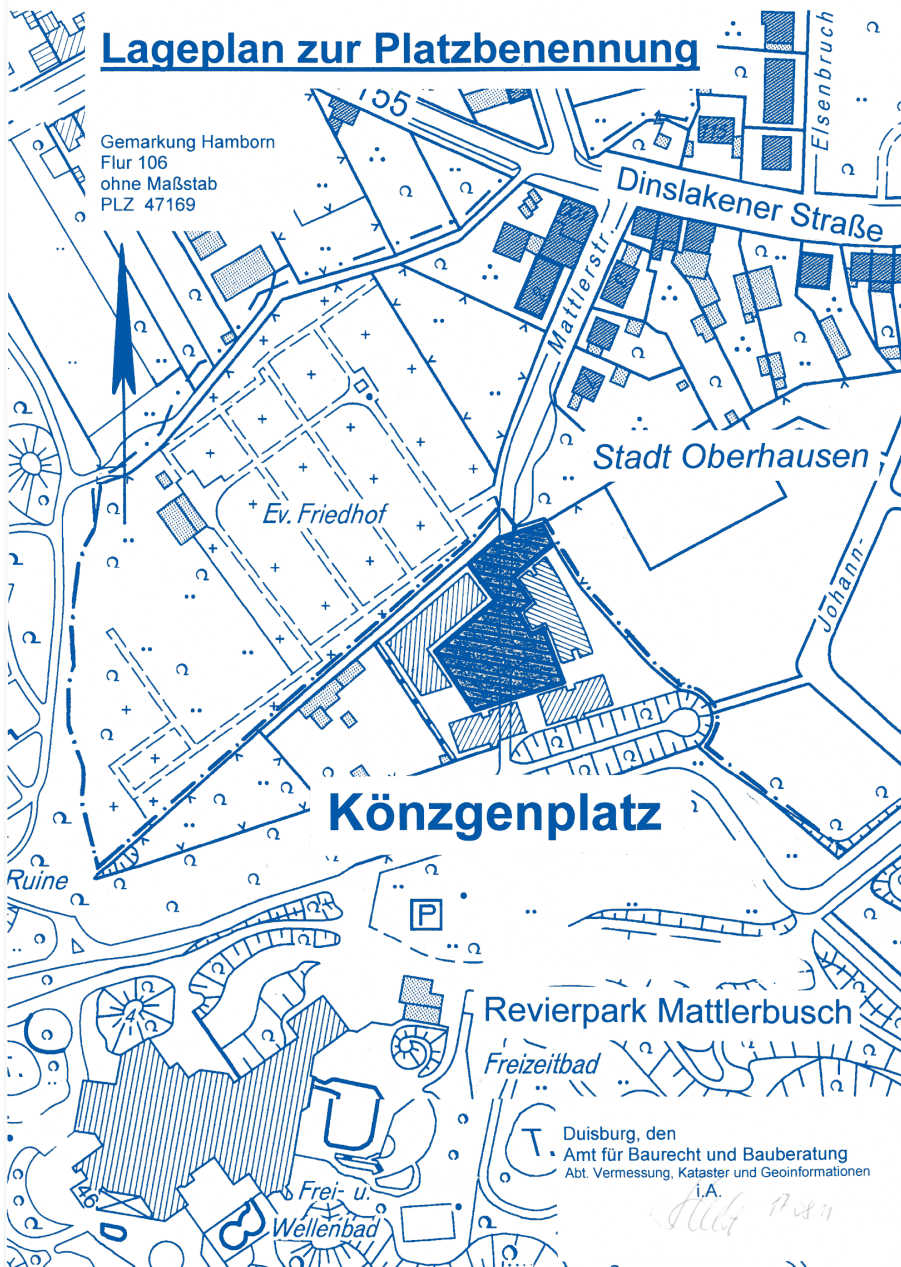 Lageplan zur Platzbenennung
Gemarkung Hamborn
Flur 106
ohne Maßstab
PLZ 47169
155
115
Elsenbruch
Dinslakener Straße
Mattlerstr.
Stadt Oberhausen
Ev. Friedhof
Johann-
Könzgenplatz
Ruine
P
Revierpark Mattlerbusch
Freizeitbad
4
T
46
Frei- u.
Wellenbad
Duisburg, den
Amt für Baurecht und Bauberatung
Abt. Vermessung, Kataster und Geoinformationen
i.A.